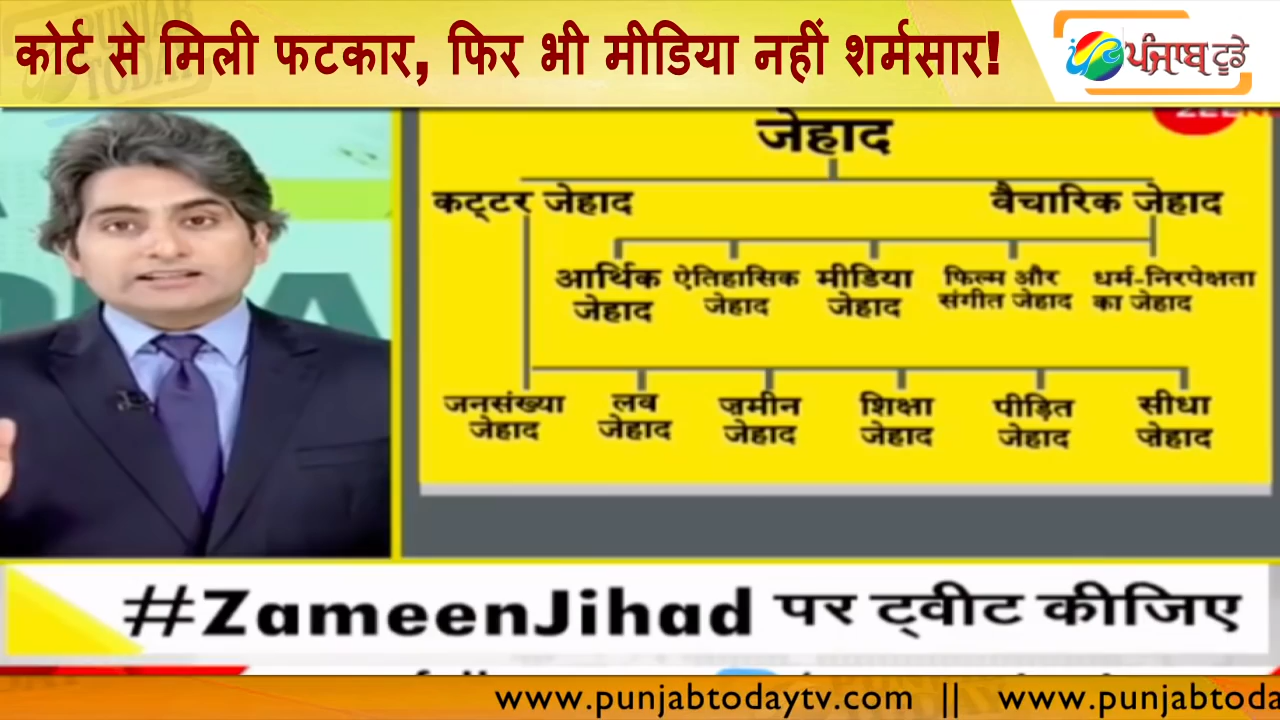 कोर्ट से मिली फटकार, फिर भी मीडिया नहीं शर्मसार!
ਪੰਜਾਬ ਟੂਡੇ
जेहाद
कट्टर जेहाद
वैचारिक जेहाद
आर्थिक जेहाद
ऐतिहासिक जेहाद
मीडिया जेहाद
फिल्म और संगीत जेहाद
धर्म-निरपेक्षता का जेहाद
जनसंख्या जेहाद
लव जेहाद
ज़मीन जेहाद
शिक्षा जेहाद
पीड़ित जेहाद
सीधा जेहाद
#ZameenJihad पर ट्वीट कीजिए
www.punjabtodaytv.com || www.punjabtoda